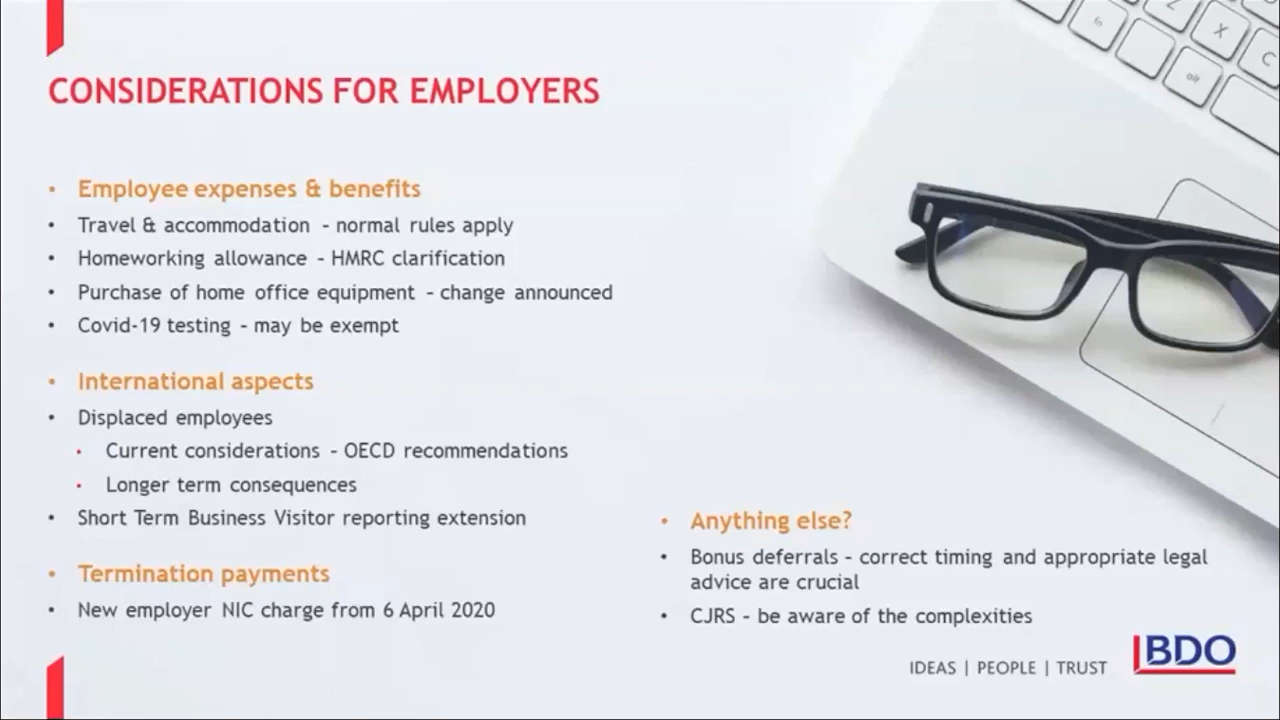 CONSIDERATIONS FOR EMPLOYERS
• Employee expenses & benefits
• Travel & accommodation - normal rules apply
• Homeworking allowance - HMRC clarification
• Purchase of home office equipment - change announced
• Covid-19 testing - may be exempt
• International aspects
• Displaced employees
• Current considerations - OECD recommendations
• Longer term consequences
• Short Term Business Visitor reporting extension
• Termination payments
• New employer NIC charge from 6 April 2020
• Anything else?
• Bonus deferrals - correct timing and appropriate legal
advice are crucial
• CJRS - be aware of the complexities
IDEAS | PEOPLE | TRUST
BDO
fn
Z
X
C
alt